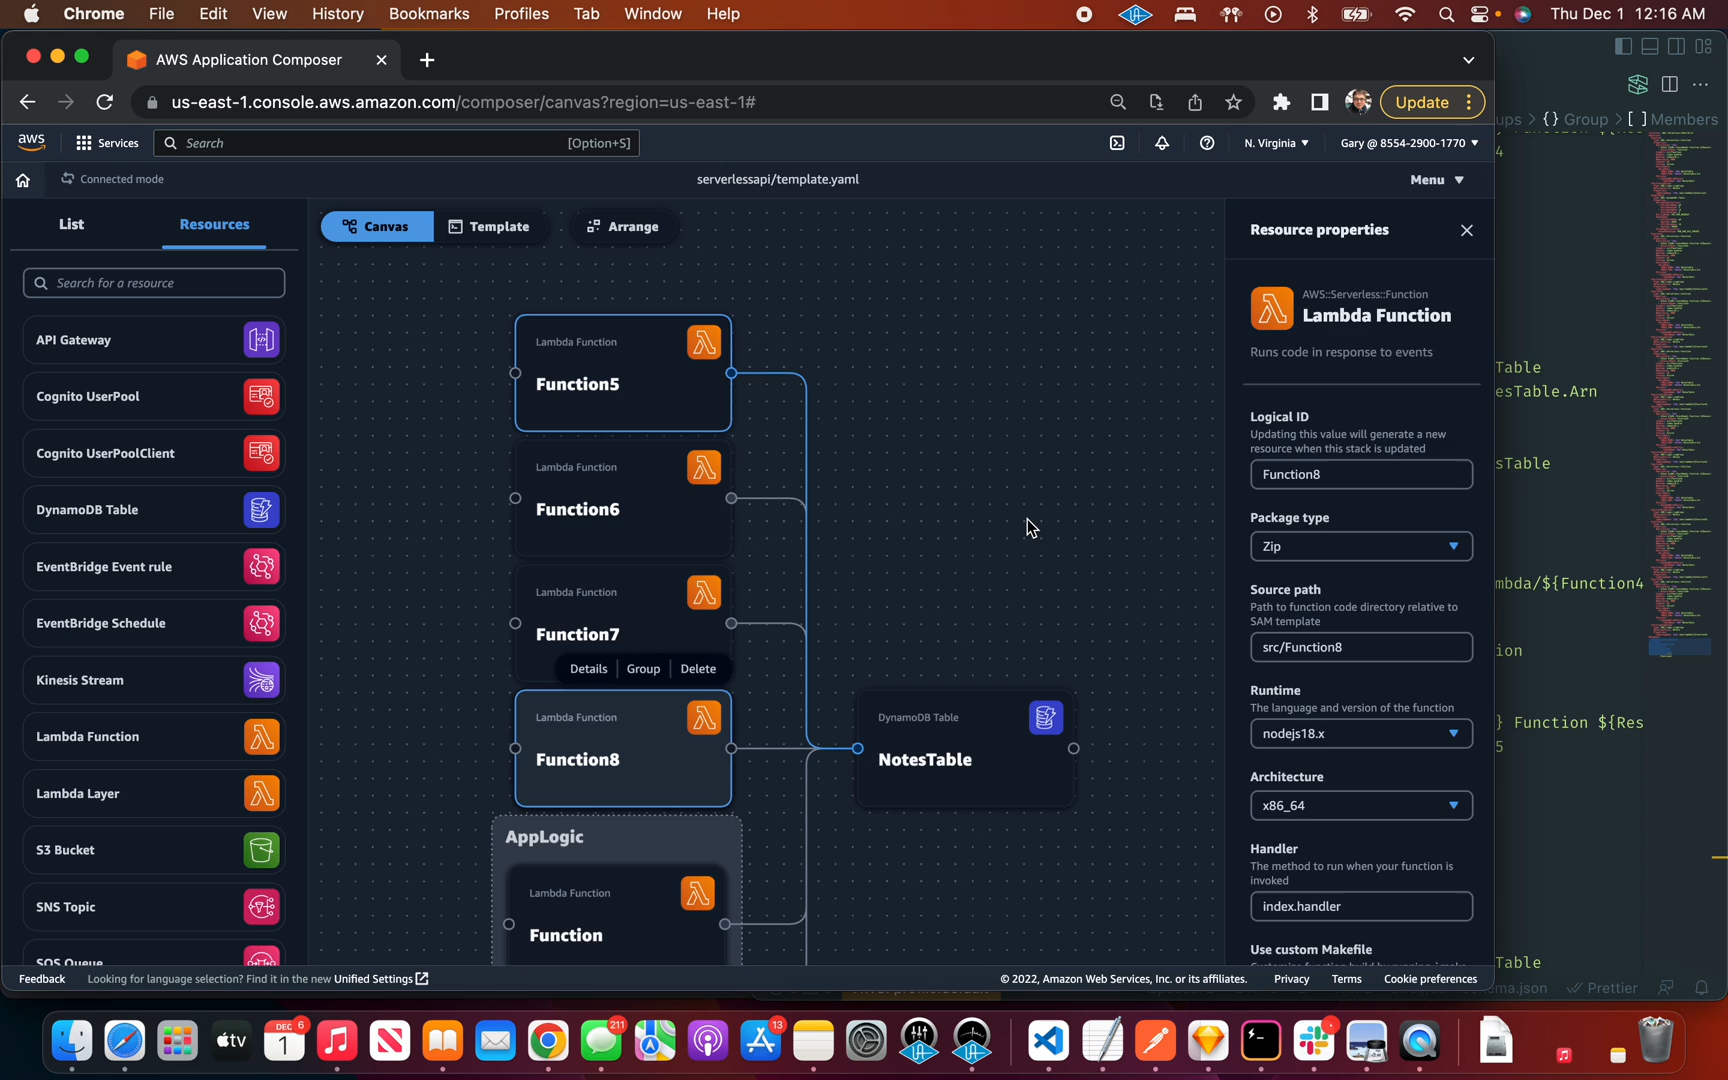 Chrome File Edit View History Bookmarks Profiles Tab Window Help Thu Dec 1 12:16 AM
AWS Application Composer
us-east-1.console.aws.amazon.com/composer/canvas?region=us-east-1# Update
aws Services Search [Option+S] N. Virginia Gary @ 8554-2900-1770
Connected mode serverlessapi/template.yaml Menu
List Resources
Search for a resource
API Gateway
Cognito UserPool
Cognito UserPoolClient
DynamoDB Table
EventBridge Event rule
EventBridge Schedule
Kinesis Stream
Lambda Function
Lambda Layer
S3 Bucket
SNS Topic
SQS Queue
Canvas Template Arrange
Lambda Function
Function5
Lambda Function
Function6
Lambda Function
Function7
Details Group Delete
Lambda Function
Function8
DynamoDB Table
NotesTable
AppLogic
Lambda Function
Function
Resource properties
AWS::Serverless::Function
Lambda Function
Runs code in response to events
Logical ID
Updating this value will generate a new
resource when this stack is updated
Function8
Package type
Zip
Source path
Path to function code directory relative to
SAM template
src/Function8
Runtime
The language and version of the function
nodejs18.x
Architecture
x86_64
Handler
The method to run when your function is
invoked
index.handler
Use custom Makefile
Feedback Looking for language selection? Find it in the new Unified Settings © 2022, Amazon Web Services, Inc. or its affiliates. Privacy Terms Cookie preferences
ups > {} Group > [ ] Members
4
Table
esTable.Arn
sTable
mbda/${Function4
ion
} Function ${Res
5
Table
ema.json Prettier
DEC 6
1
tv
211
13